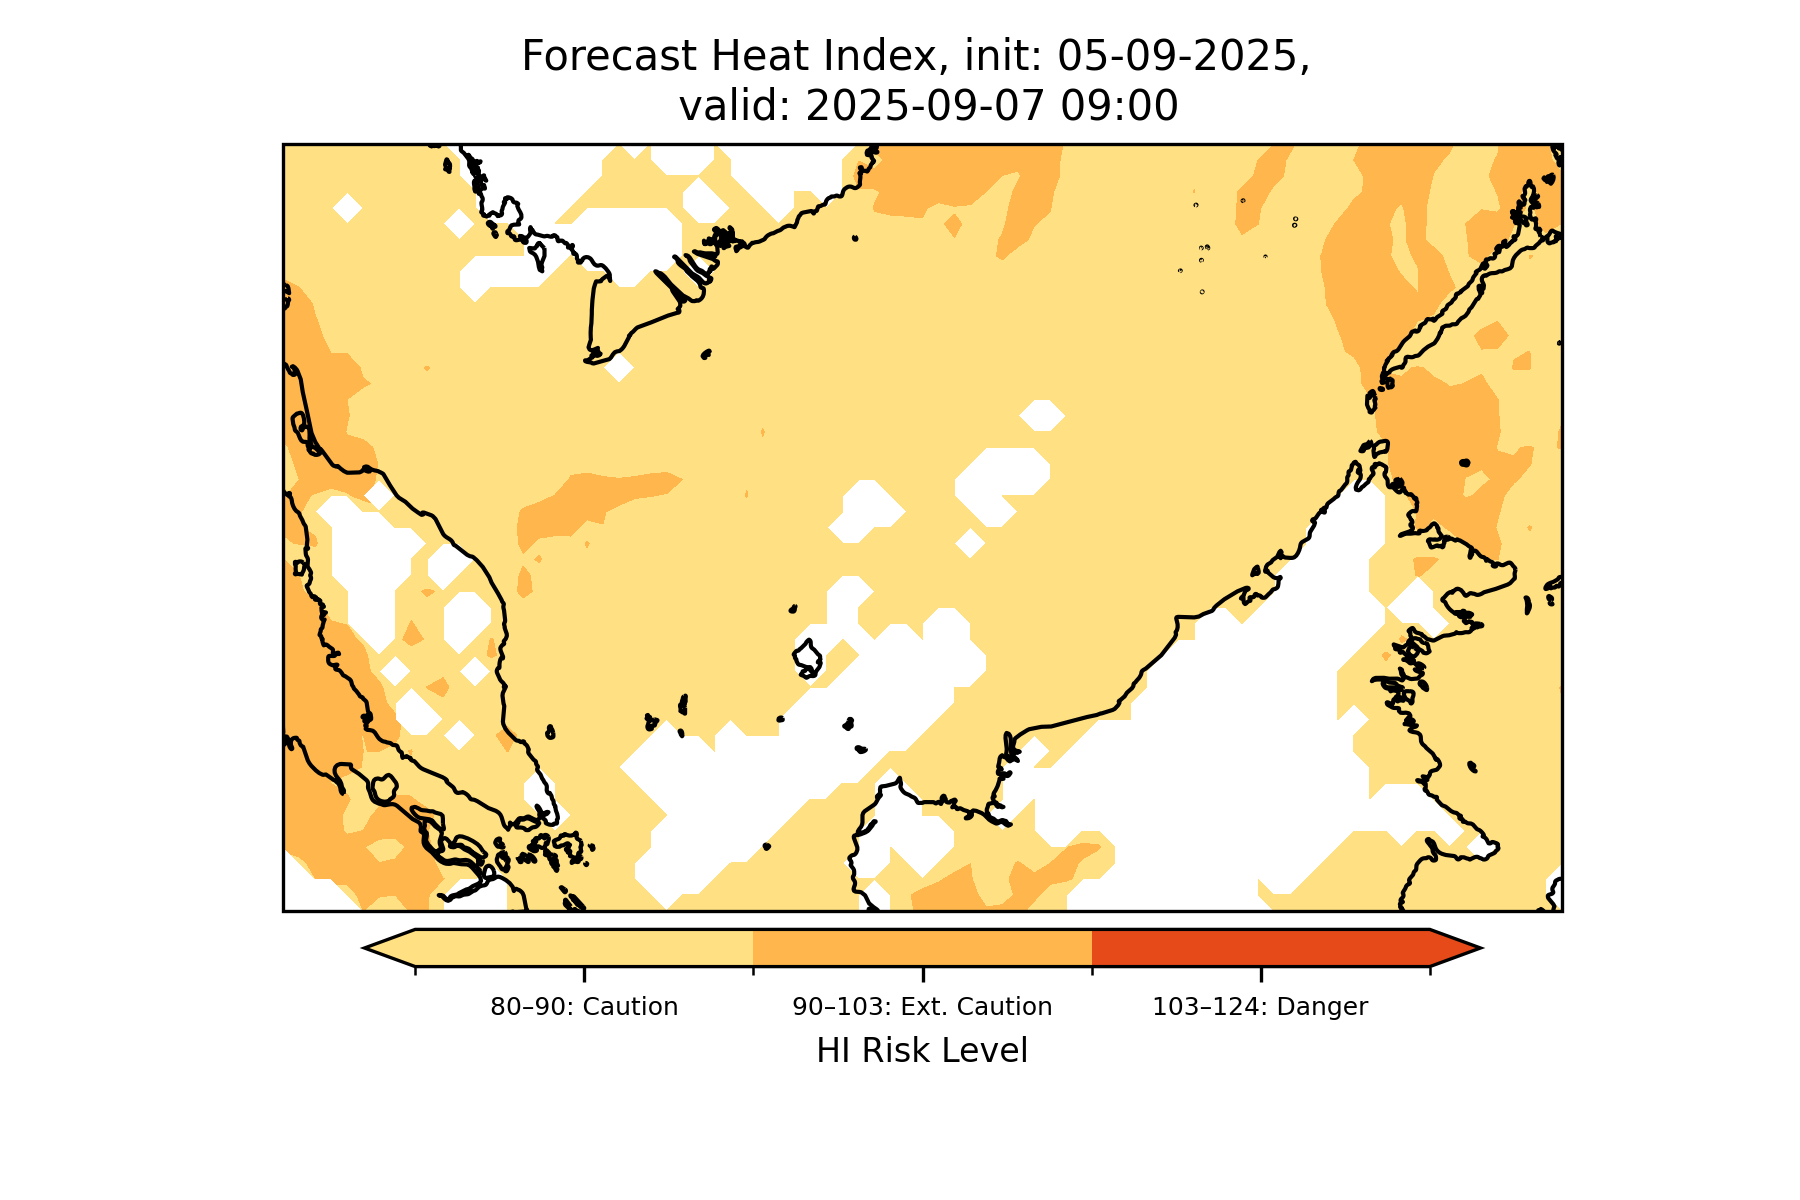 Forecast Heat Index, init: 05-09-2025,
valid: 2025-09-07 09:00
80–90: Caution
90–103: Ext. Caution
103–124: Danger
HI Risk Level